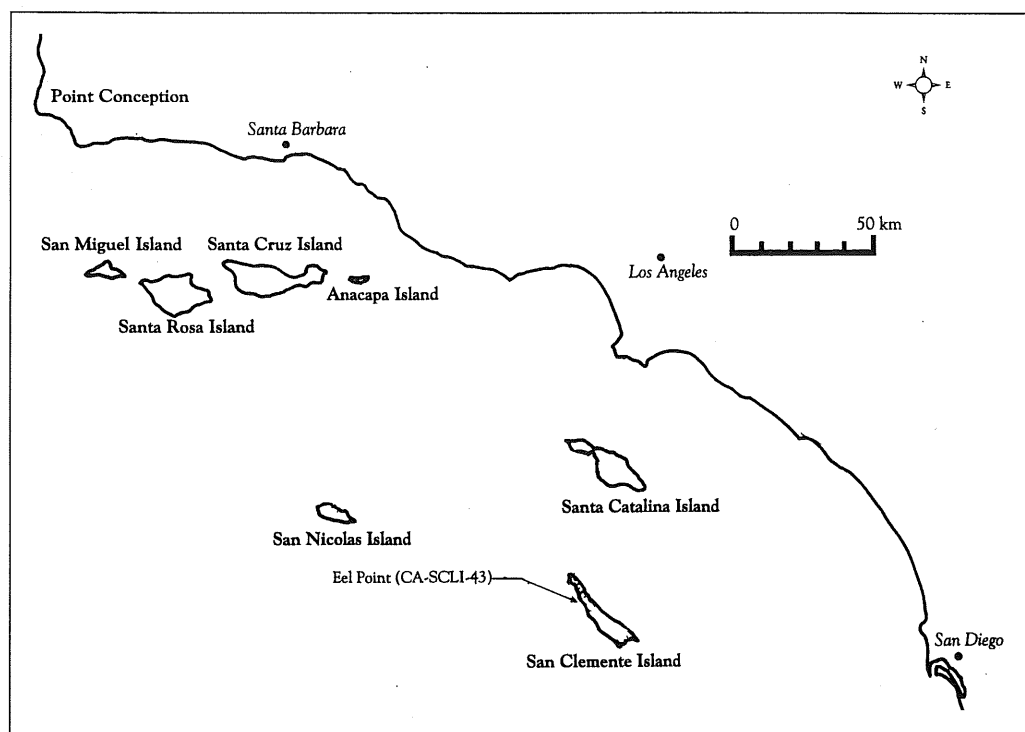 N
W E
S
Point Conception
Santa Barbara
0 50 km
San Miguel Island
Santa Cruz Island
Los Angeles
Anacapa Island
Santa Rosa Island
Santa Catalina Island
San Nicolas Island
Eel Point (CA-SCLI-43)
San Diego
San Clemente Island